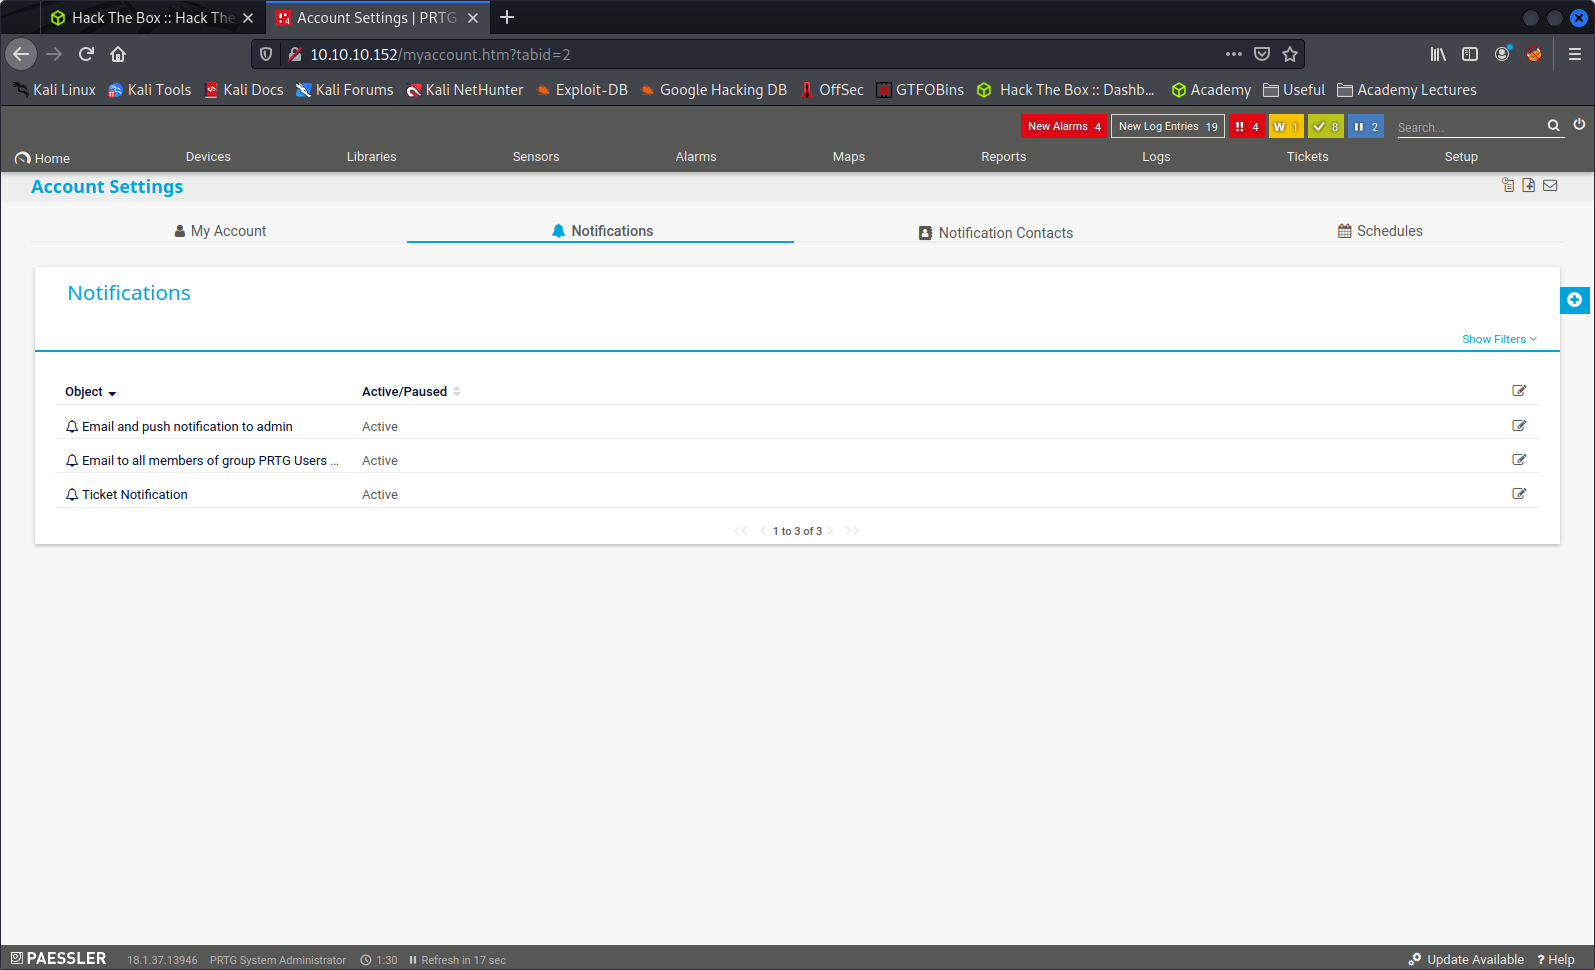 Hack The Box :: Hack The
Account Settings | PRTG
10.10.10.152/myaccount.htm?tabid=2
Kali Linux Kali Tools Kali Docs Kali Forums Kali NetHunter Exploit-DB Google Hacking DB OffSec GTFOBins Hack The Box :: Dashb... Academy Useful Academy Lectures
New Alarms 4 New Log Entries 19 !! 4 W 1 8 2 Search...
Home Devices Libraries Sensors Alarms Maps Reports Logs Tickets Setup
Account Settings
My Account Notifications Notification Contacts Schedules
Notifications
Show Filters
Object Active/Paused
Email and push notification to admin Active
Email to all members of group PRTG Users ... Active
Ticket Notification Active
<< < 1 to 3 of 3 > >>
PAESSLER 18.1.37.13946 PRTG System Administrator 1:30 Refresh in 17 sec Update Available ? Help